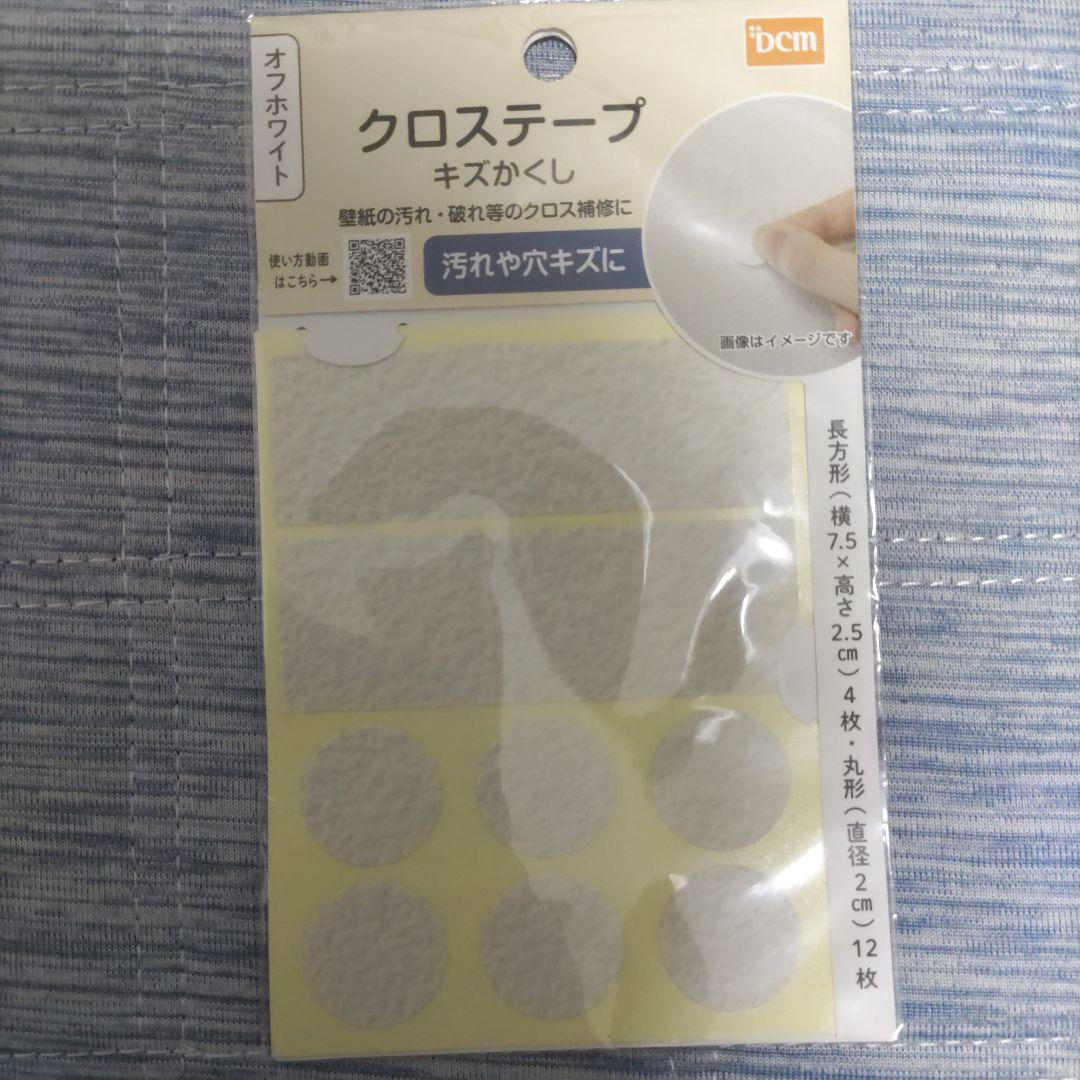 DCM
オフホワイト
クロステープ
キズかくし
壁紙の汚れ・破れ等のクロス補修に
使い方動画
はこちら→
汚れや穴キズに
画像はイメージです
長方形(横7.5×高さ2.5cm)4枚・丸形(直径2cm)12枚